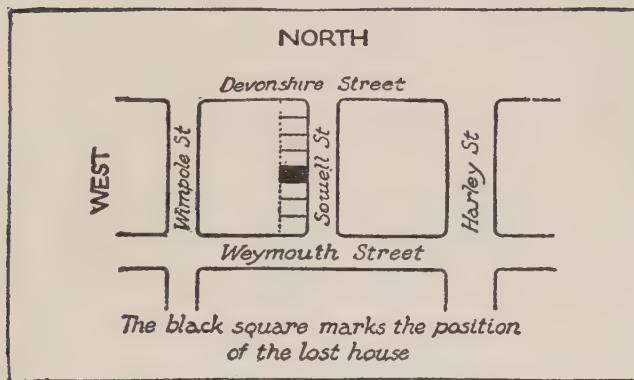 NORTH
Devonshire Street
WEST
Wimpole St
Sowell St
Harley St
Weymouth Street
The black square marks the position
of the lost house